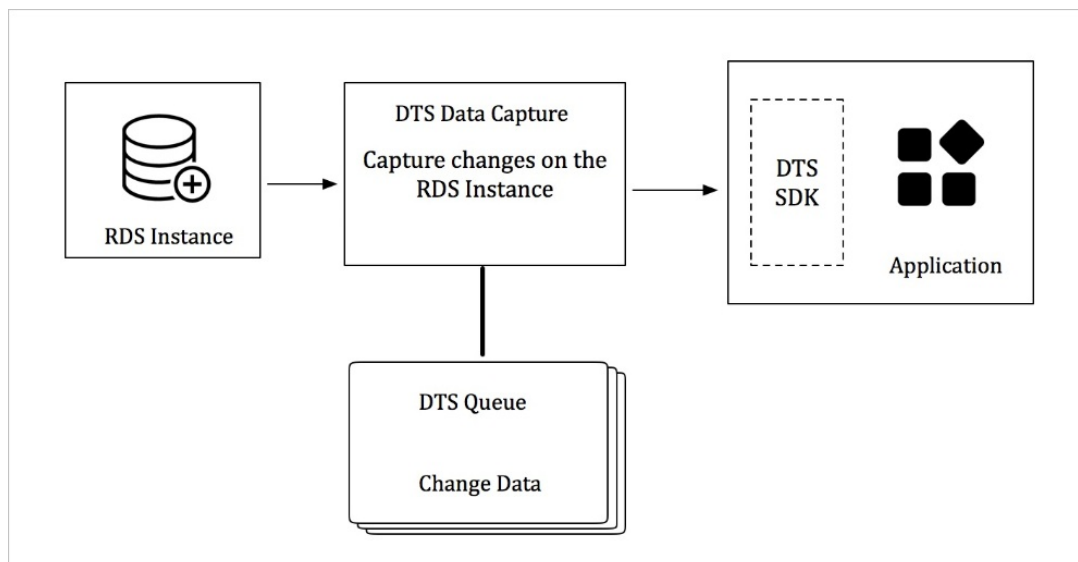 RDS Instance
DTS Data Capture
Capture changes on the
RDS Instance
DTS
SDK
Application
DTS Queue
Change Data